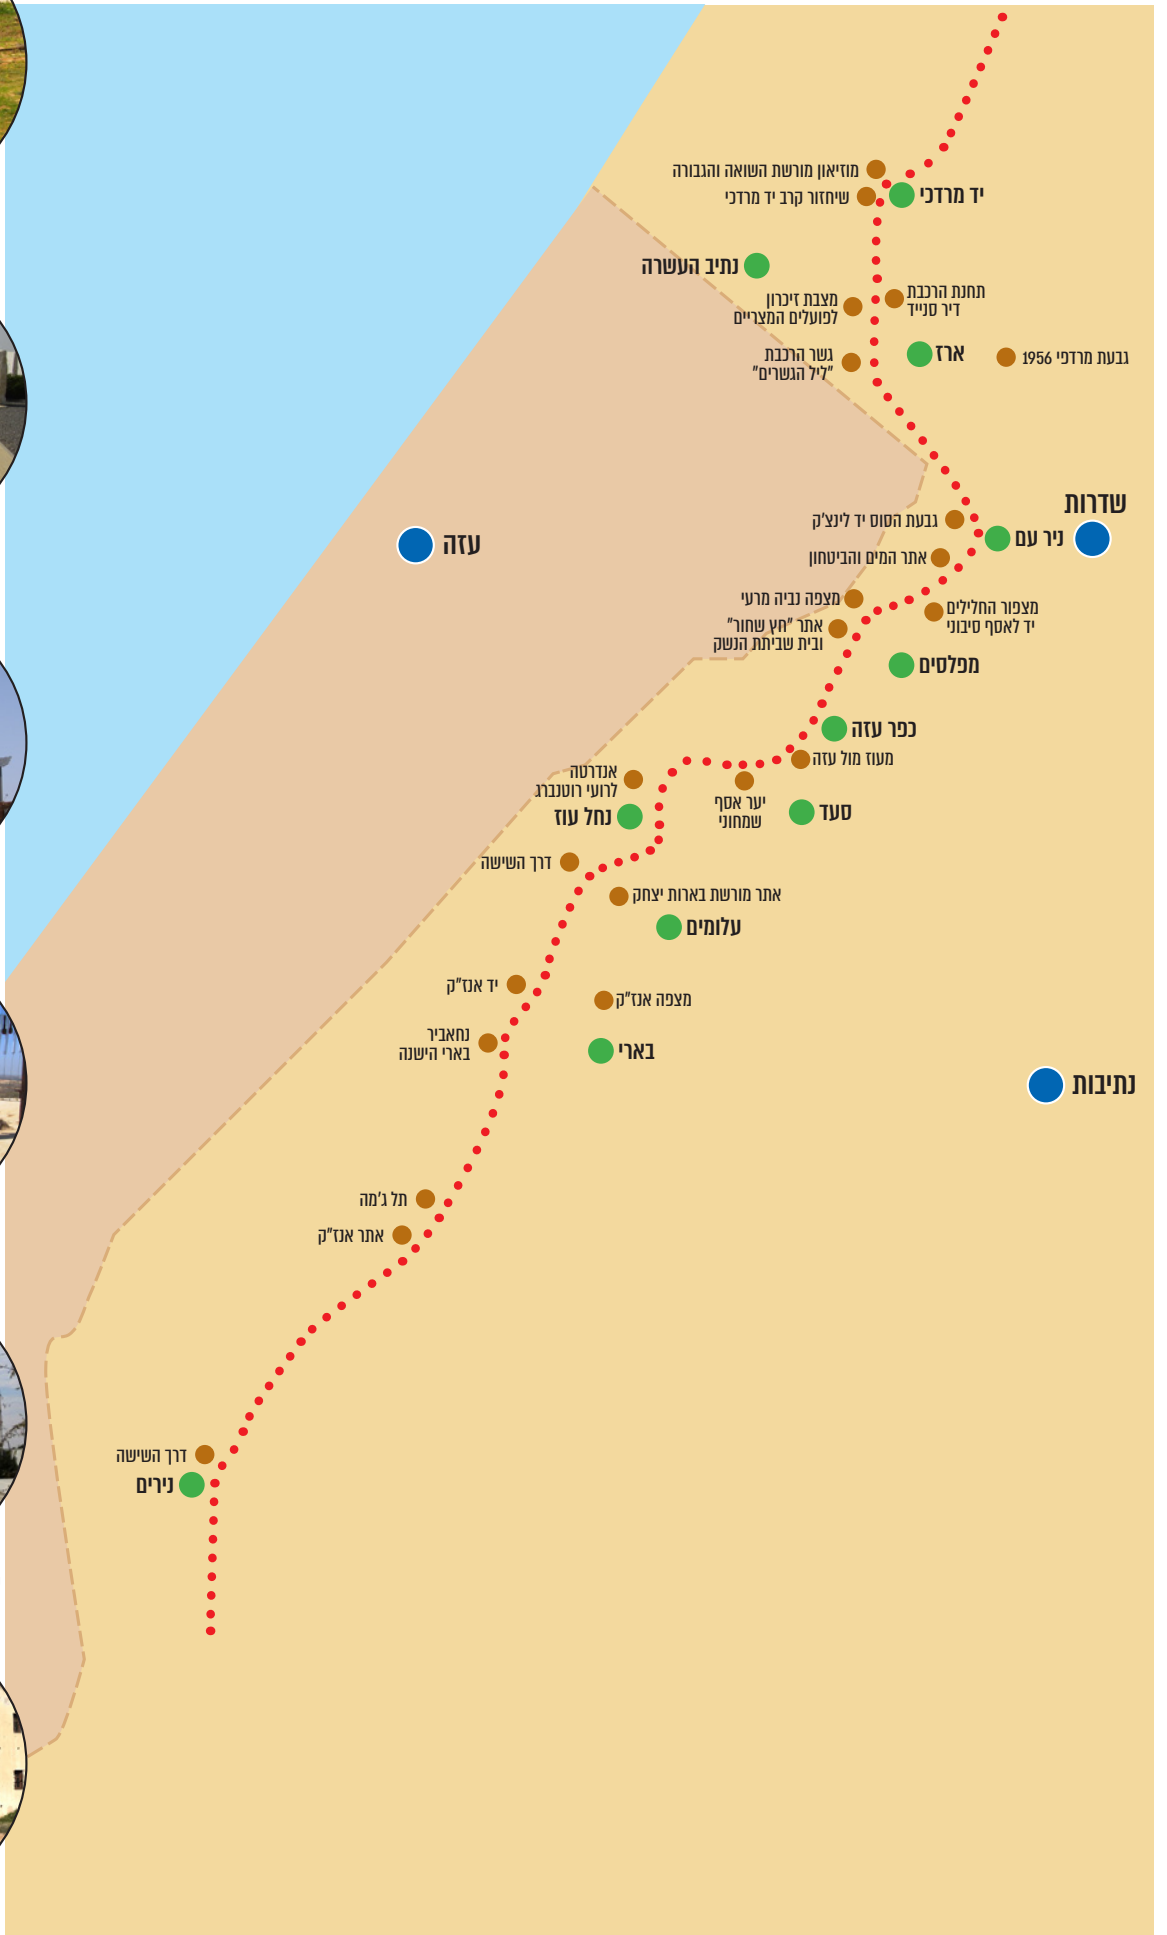 מוזיאון מורשת השואה והגבורה
שיחזור קרב יד מרדכי
יד מרדכי
נתיב העשרה
תחנת הרכבת
דיר סנייד
מצבת זיכרון
לפועלים המצריים
ארז
גבעת מרדפי 1956
גשר הרכבת
"ליל הגשרים"
שדרות
גבעת הסוס יד לינצ'ק
ניר עם
עזה
אתר המים והביטחון
מצפה נביה מרעי
מצפור החלילים
יד לאסף סיבוני
אתר "חץ שחור"
ובית שביתת הנשק
מפלסים
כפר עזה
מעוז מול עזה
אנדרטה
לרועי רוטנברג
יער אסף
שמחוני
סעד
נחל עוז
דרך השישה
אתר מורשת בארות יצחק
עלומים
יד אנז"ק
מצפה אנז"ק
נחאביר
בארי הישנה
בארי
נתיבות
תל ג'מה
אתר אנז"ק
דרך השישה
נירים